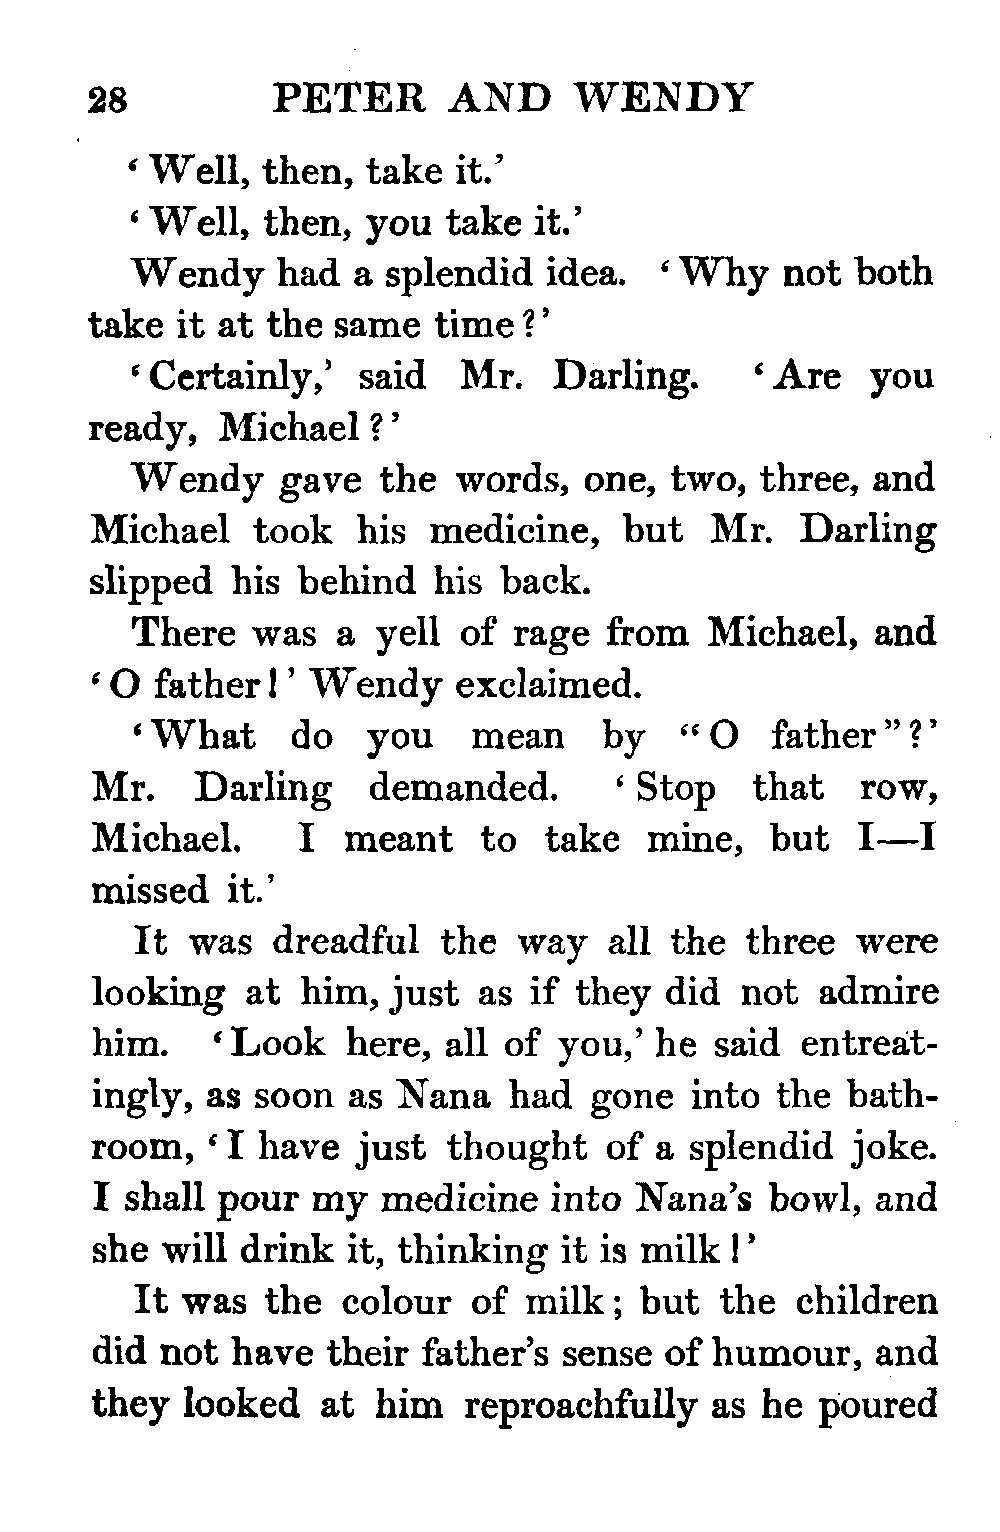 28 PETER AND WENDY
‘Well, then, take it.’
‘Well, then, you take it.’
Wendy had a splendid idea. ‘Why not both
take it at the same time?’
‘Certainly,’ said Mr. Darling. ‘Are you
ready, Michael?’
Wendy gave the words, one, two, three, and
Michael took his medicine, but Mr. Darling
slipped his behind his back.
There was a yell of rage from Michael, and
‘O father!’ Wendy exclaimed.
‘What do you mean by “O father”?’
Mr. Darling demanded. ‘Stop that row,
Michael. I meant to take mine, but I—I
missed it.’
It was dreadful the way all the three were
looking at him, just as if they did not admire
him. ‘Look here, all of you,’ he said entreat-
ingly, as soon as Nana had gone into the bath-
room, ‘I have just thought of a splendid joke.
I shall pour my medicine into Nana’s bowl, and
she will drink it, thinking it is milk!’
It was the colour of milk; but the children
did not have their father’s sense of humour, and
they looked at him reproachfully as he poured